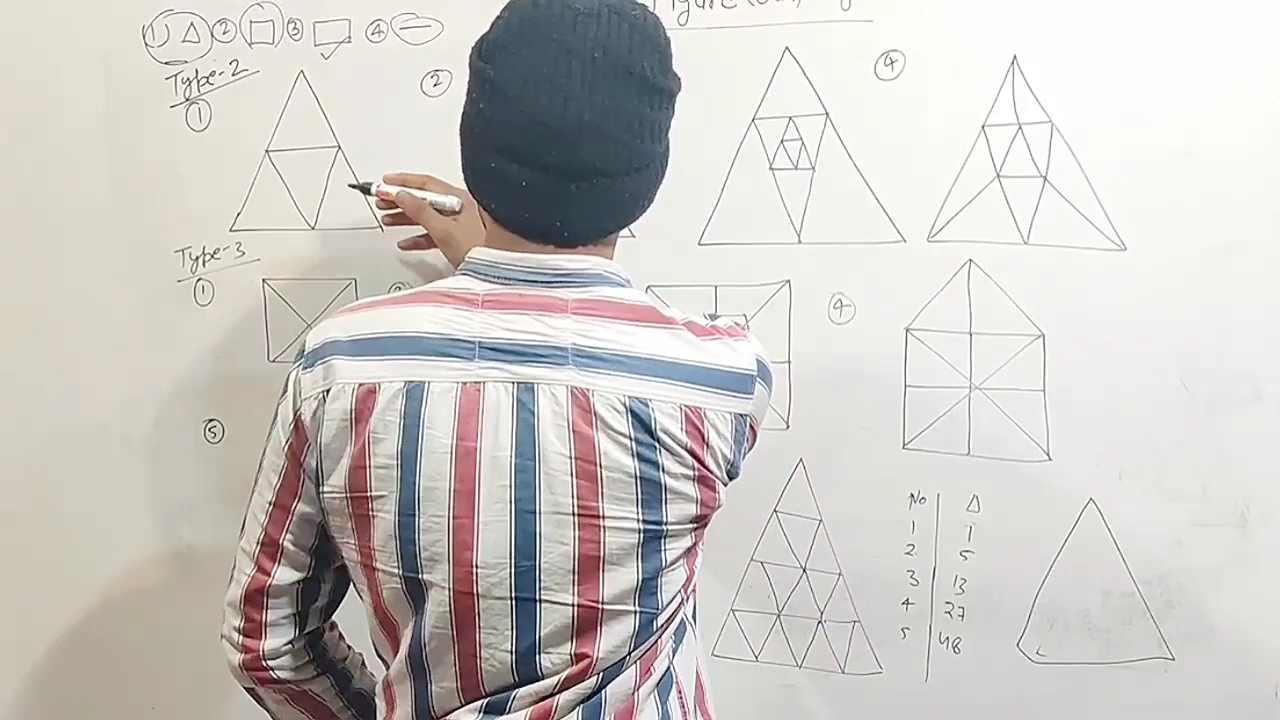 1) △ ② □ ③ ▭ ④ —
Type-2
① ② ④
Type-3
① ④
⑤
No △
1 1
2 5
3 13
4 27
5 48